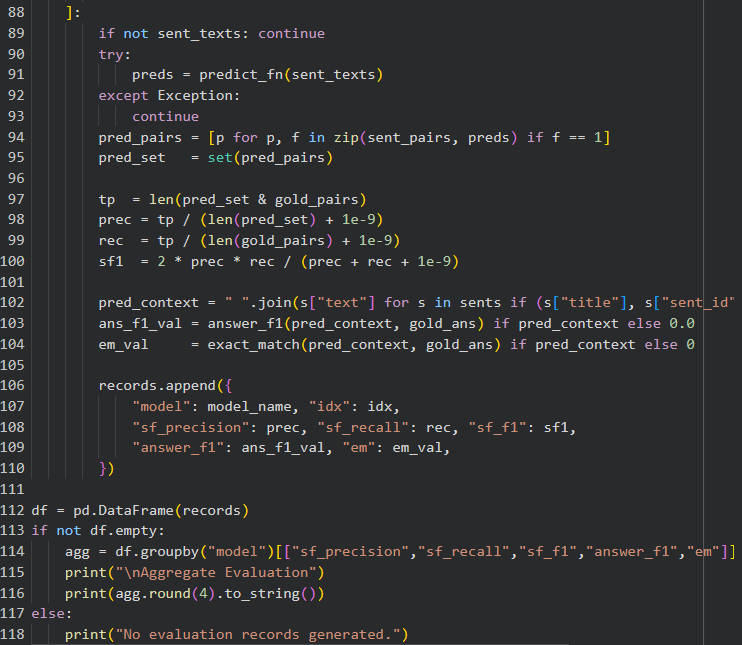 88     ]:
89         if not sent_texts: continue
90         try:
91             preds = predict_fn(sent_texts)
92         except Exception:
93             continue
94         pred_pairs = [p for p, f in zip(sent_pairs, preds) if f == 1]
95         pred_set   = set(pred_pairs)
96
97         tp  = len(pred_set & gold_pairs)
98         prec = tp / (len(pred_set) + 1e-9)
99         rec  = tp / (len(gold_pairs) + 1e-9)
100         sf1  = 2 * prec * rec / (prec + rec + 1e-9)
101
102         pred_context = " ".join(s["text"] for s in sents if (s["title"], s["sent_id"
103         ans_f1_val = answer_f1(pred_context, gold_ans) if pred_context else 0.0
104         em_val     = exact_match(pred_context, gold_ans) if pred_context else 0
105
106         records.append({
107             "model": model_name, "idx": idx,
108             "sf_precision": prec, "sf_recall": rec, "sf_f1": sf1,
109             "answer_f1": ans_f1_val, "em": em_val,
110         })
111
112 df = pd.DataFrame(records)
113 if not df.empty:
114     agg = df.groupby("model")[["sf_precision","sf_recall","sf_f1","answer_f1","em"]]
115     print("\nAggregate Evaluation")
116     print(agg.round(4).to_string())
117 else:
118     print("No evaluation records generated.")